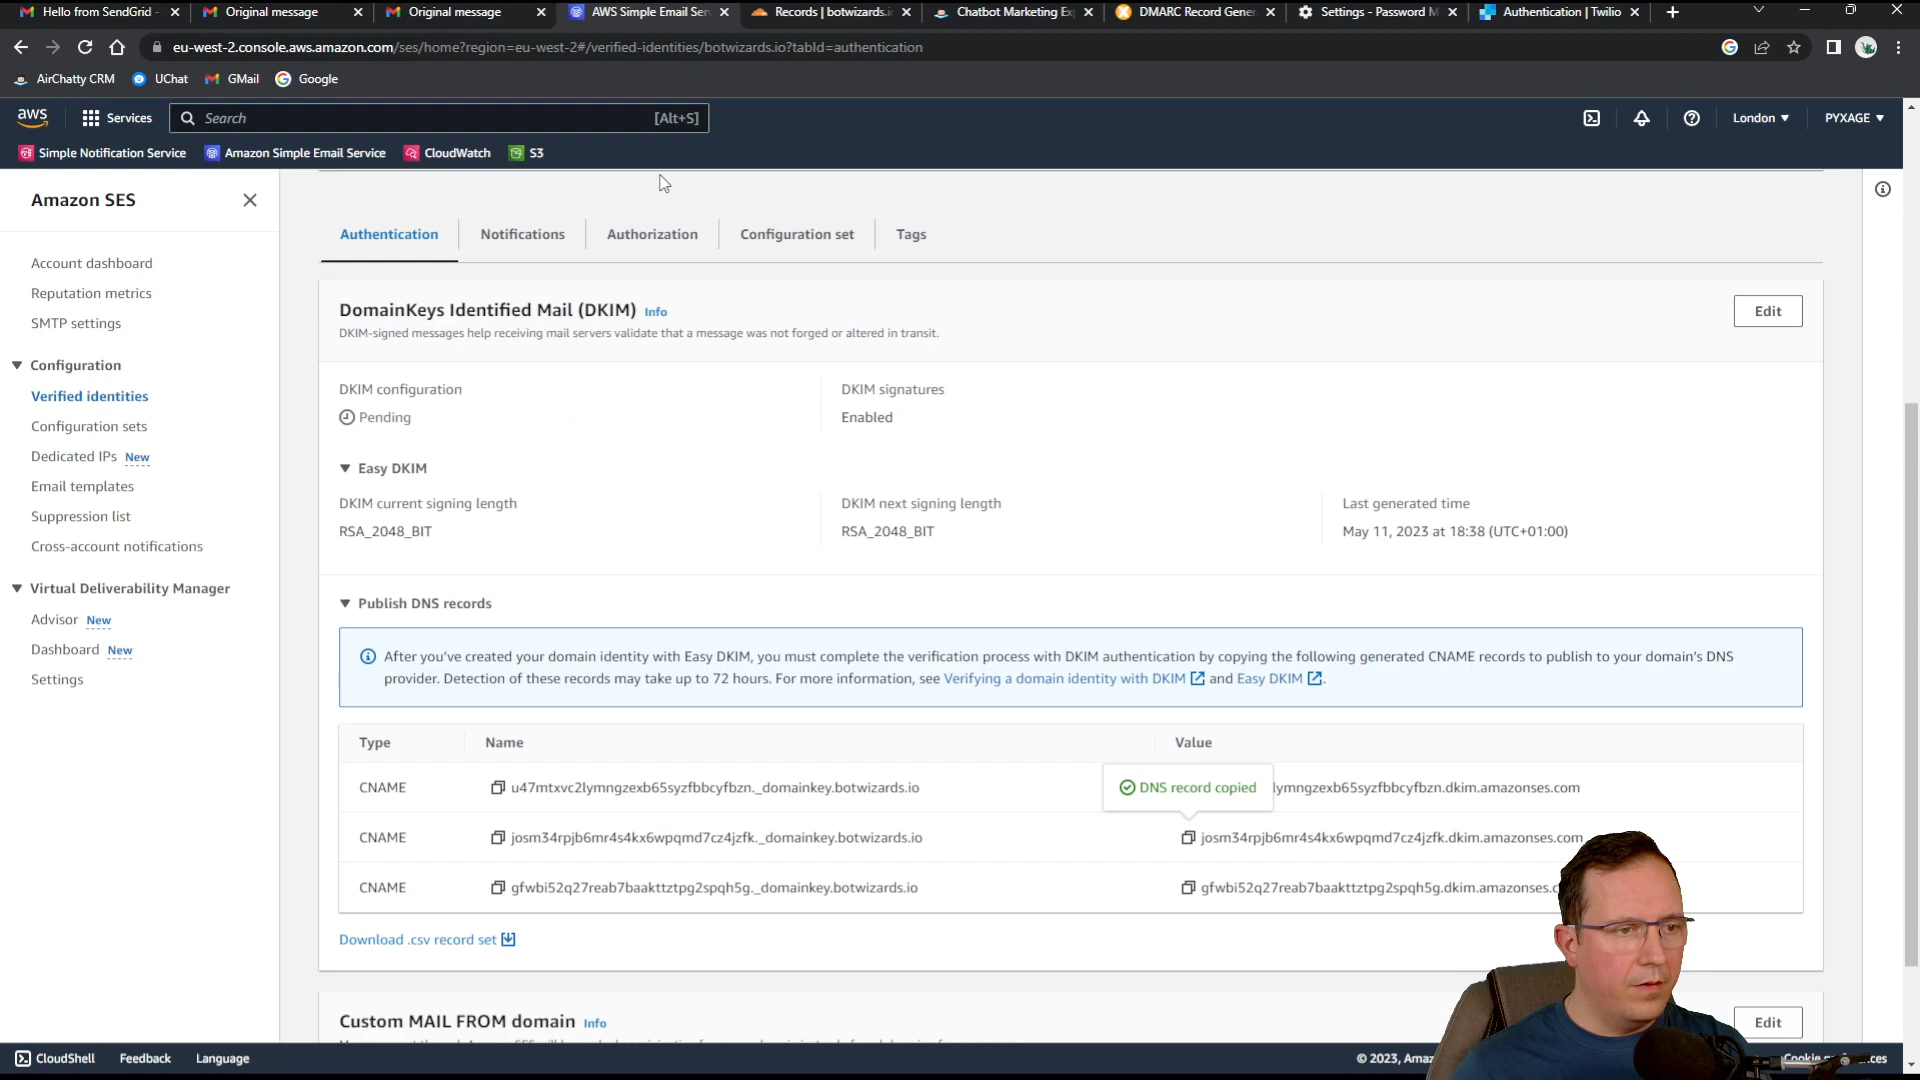 Hello from SendGrid -
Original message
Original message
AWS Simple Email Ser
Records | botwizards.i
Chatbot Marketing Ex
DMARC Record Gener
Settings - Password M
Authentication | Twilio
eu-west-2.console.aws.amazon.com/ses/home?region=eu-west-2#/verified-identities/botwizards.io?tabId=authentication
AirChatty CRM
UChat
GMail
Google
aws
Services
Search
[Alt+S]
London
PYXAGE
Simple Notification Service
Amazon Simple Email Service
CloudWatch
S3
Amazon SES
Account dashboard
Reputation metrics
SMTP settings
Configuration
Verified identities
Configuration sets
Dedicated IPs New
Email templates
Suppression list
Cross-account notifications
Virtual Deliverability Manager
Advisor New
Dashboard New
Settings
Authentication
Notifications
Authorization
Configuration set
Tags
DomainKeys Identified Mail (DKIM) Info
DKIM-signed messages help receiving mail servers validate that a message was not forged or altered in transit.
Edit
DKIM configuration
Pending
DKIM signatures
Enabled
Easy DKIM
DKIM current signing length
RSA_2048_BIT
DKIM next signing length
RSA_2048_BIT
Last generated time
May 11, 2023 at 18:38 (UTC+01:00)
Publish DNS records
After you've created your domain identity with Easy DKIM, you must complete the verification process with DKIM authentication by copying the following generated CNAME records to publish to your domain's DNS
provider. Detection of these records may take up to 72 hours. For more information, see Verifying a domain identity with DKIM and Easy DKIM.
Type
Name
Value
CNAME
u47mtxvc2lymngzexb65syzfbbcyfbzn._domainkey.botwizards.io
DNS record copied
lymngzexb65syzfbbcyfbzn.dkim.amazonses.com
CNAME
josm34rpjb6mr4s4kx6wpqmd7cz4jzfk._domainkey.botwizards.io
josm34rpjb6mr4s4kx6wpqmd7cz4jzfk.dkim.amazonses.com
CNAME
gfwbi52q27reab7baakttztpg2spqh5g._domainkey.botwizards.io
gfwbi52q27reab7baakttztpg2spqh5g.dkim.amazonses.
Download .csv record set
Custom MAIL FROM domain Info
Edit
CloudShell
Feedback
Language
© 2023, Amaz